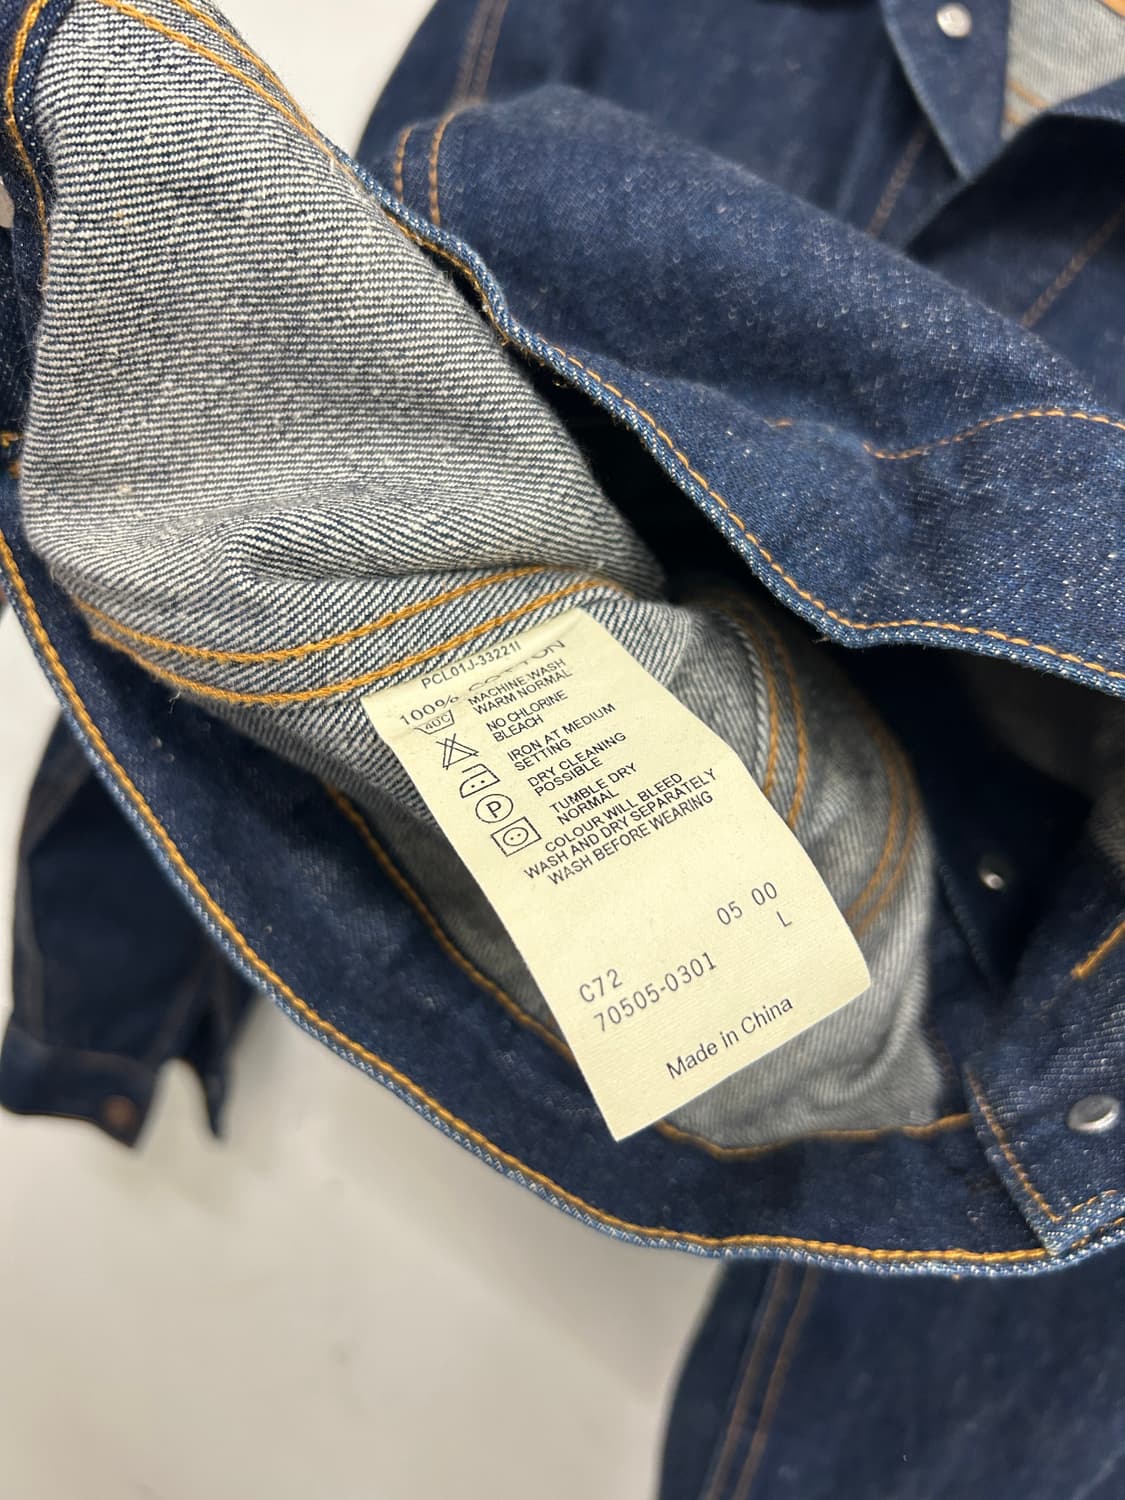 PCL01J-33221I
100% COTTON
40C MACHINE WASH
WARM NORMAL
NO CHLORINE
BLEACH
IRON AT MEDIUM
SETTING
P DRY CLEANING
POSSIBLE
TUMBLE DRY
NORMAL
COLOUR WILL BLEED
WASH AND DRY SEPARATELY
WASH BEFORE WEARING
05 00
L
C72
70505-0301
Made in China